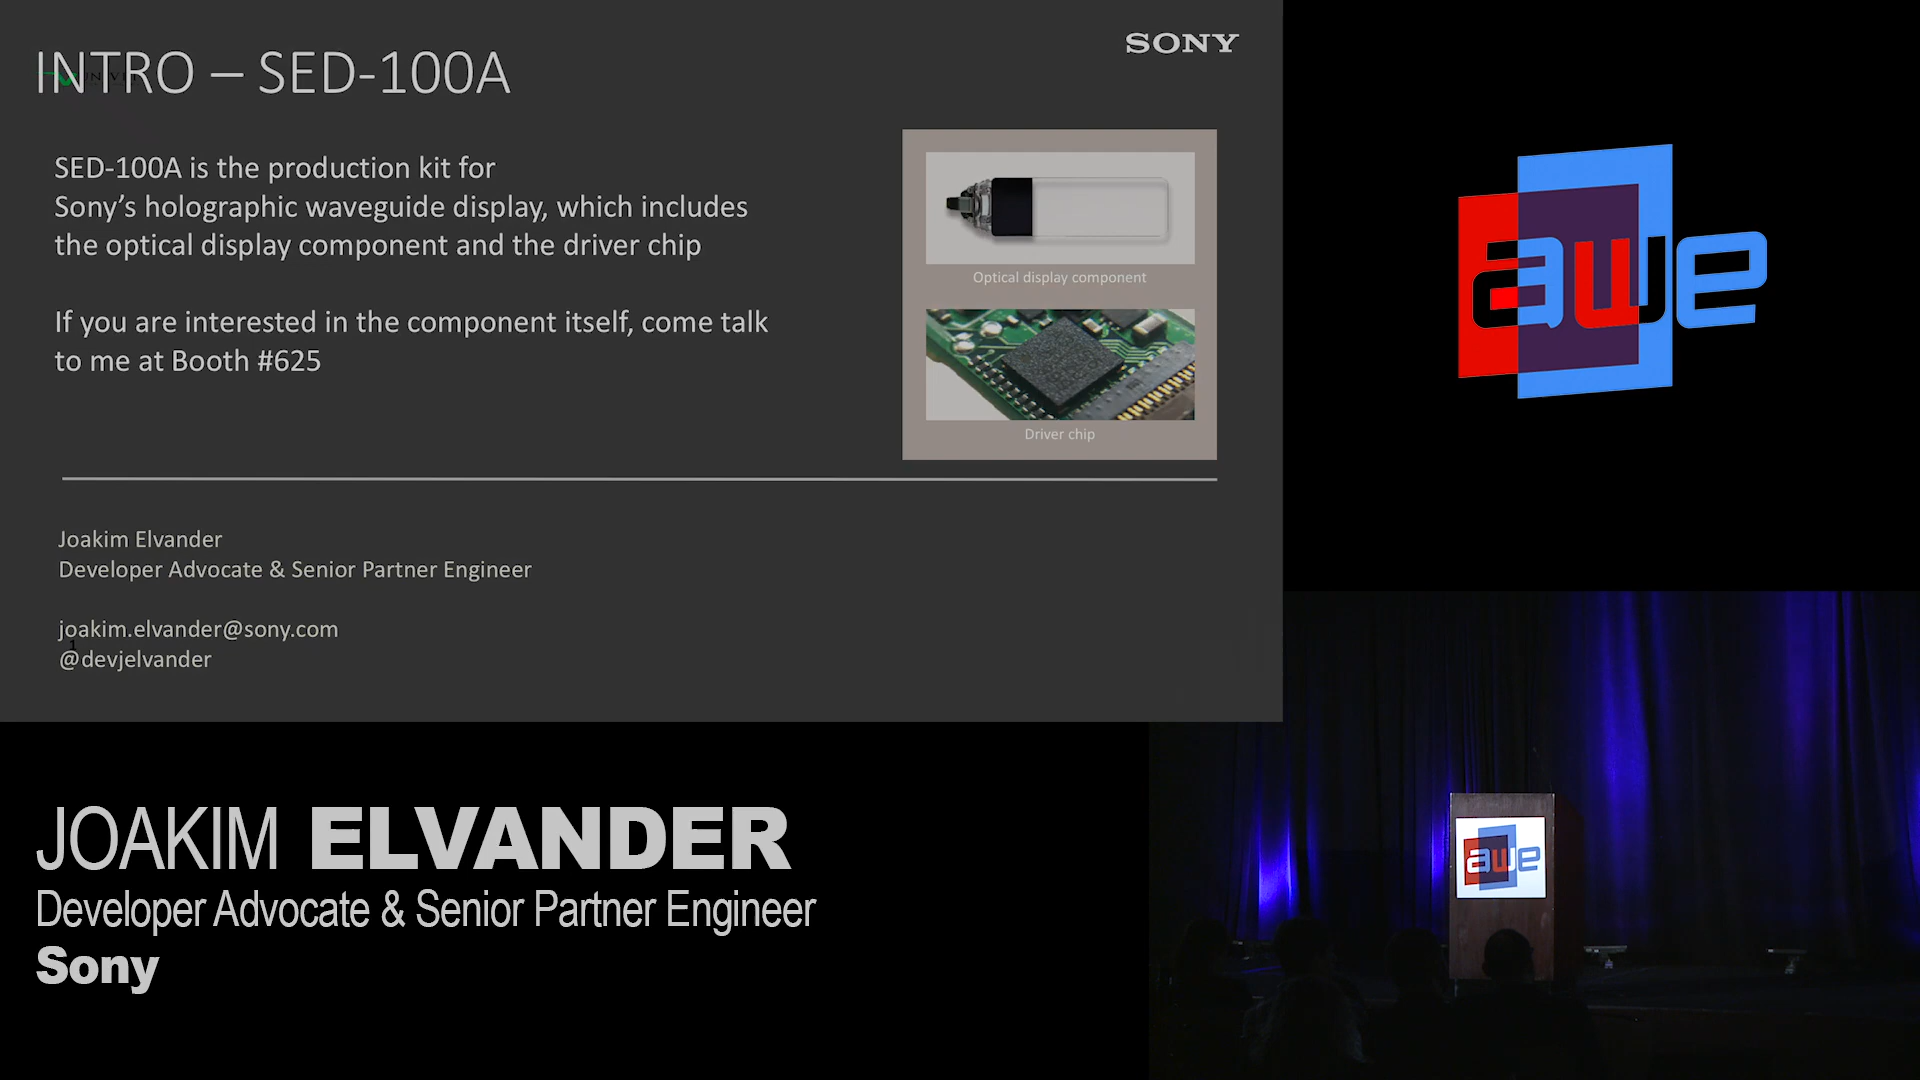 INTRO – SED-100A
SONY
SED-100A is the production kit for
Sony’s holographic waveguide display, which includes
the optical display component and the driver chip
If you are interested in the component itself, come talk
to me at Booth #625
Optical display component
Driver chip
Joakim Elvander
Developer Advocate & Senior Partner Engineer
joakim.elvander@sony.com
1
@devjelvander
awe
JOAKIM ELVANDER
Developer Advocate & Senior Partner Engineer
Sony
awe